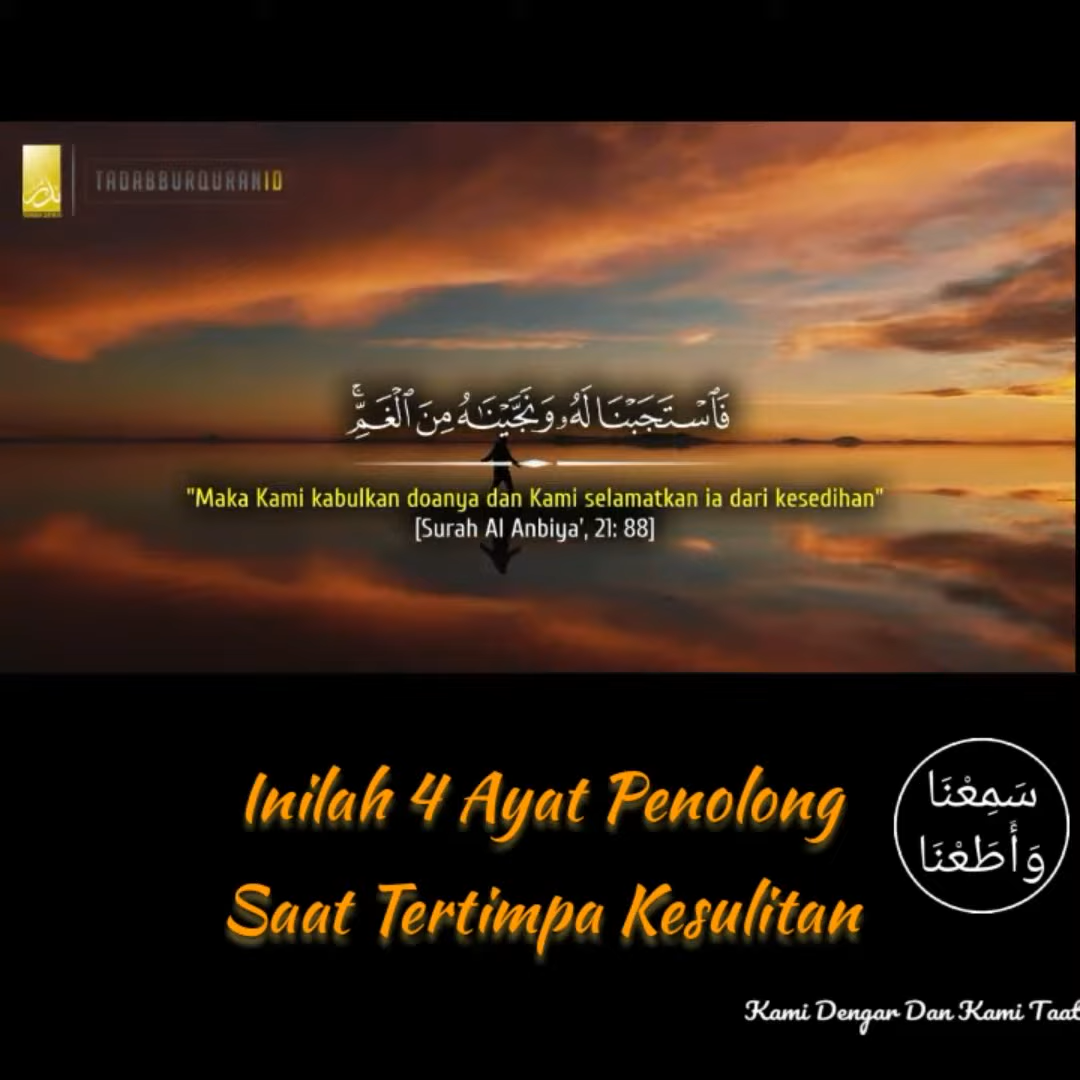 TADABBURQURANID
فَٱسْتَجَبْنَا لَهُۥ وَنَجَّيْنَٰهُ مِنَ ٱلْغَمِّ ۚ
"Maka Kami kabulkan doanya dan Kami selamatkan ia dari kesedihan"
[Surah Al Anbiya', 21: 88]
Inilah 4 Ayat Penolong
Saat Tertimpa Kesulitan
سَمِعْنَا
وَأَطَعْنَا
Kami Dengar Dan Kami Taat